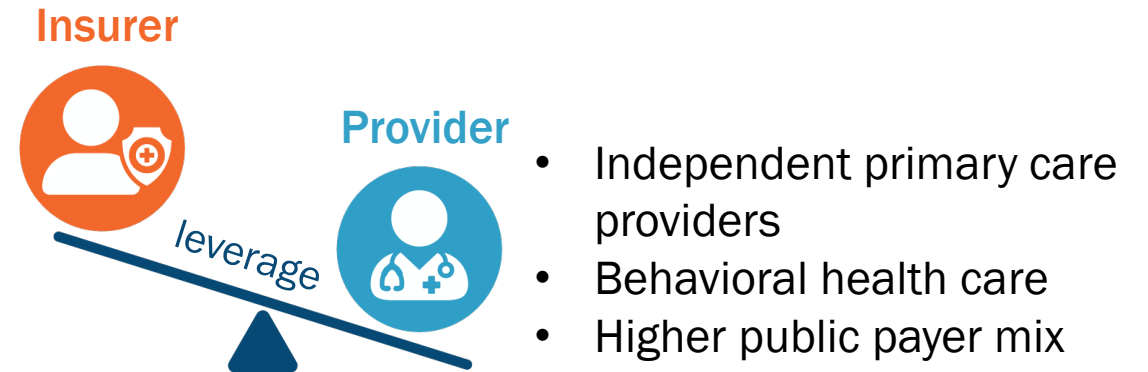 Insurer
Provider
leverage
• Independent primary care
providers
• Behavioral health care
• Higher public payer mix